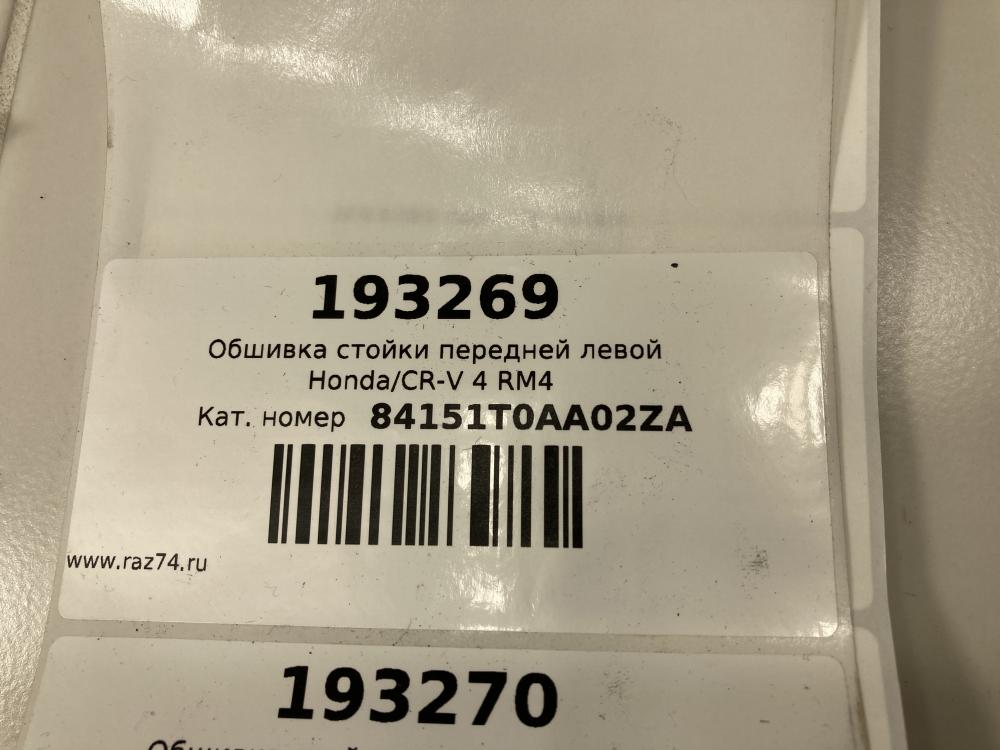 193269
Обшивка стойки передней левой
Honda/CR-V 4 RM4
Кат. номер 84151T0AA02ZA
www.raz74.ru
193270